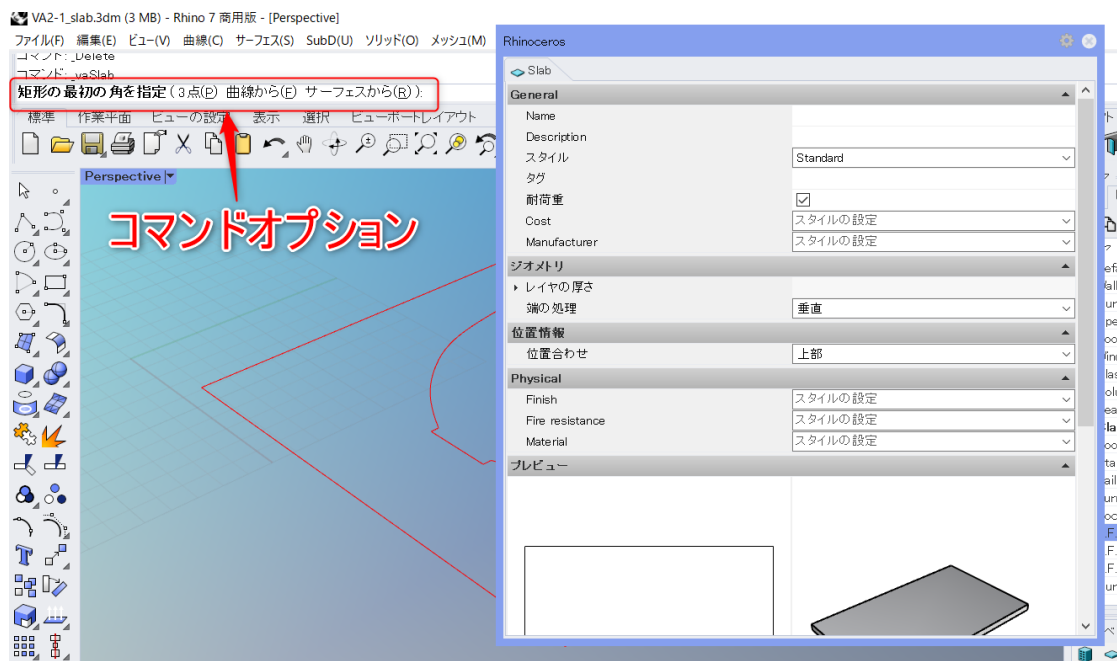 VA2-1_slab.3dm (3 MB) - Rhino 7 商用版 - [Perspective]
ファイル(F) 編集(E) ビュー(V) 曲線(C) サーフェス(S) SubD(U) ソリッド(O) メッシュ(M)
コマンド: _Delete
コマンド: _vaSlab
矩形の最初の角を指定 ( 3点(P) 曲線から(F) サーフェスから(R) ):
標準 作業平面 ビューの設定 表示 選択 ビューポートレイアウト
Perspective
コマンドオプション
Rhinoceros
Slab
General
Name
Description
スタイル Standard
タグ
耐荷重
Cost スタイルの設定
Manufacturer スタイルの設定
ジオメトリ
レイヤの厚さ
端の処理 垂直
位置情報
位置合わせ 上部
Physical
Finish スタイルの設定
Fire resistance スタイルの設定
Material スタイルの設定
プレビュー